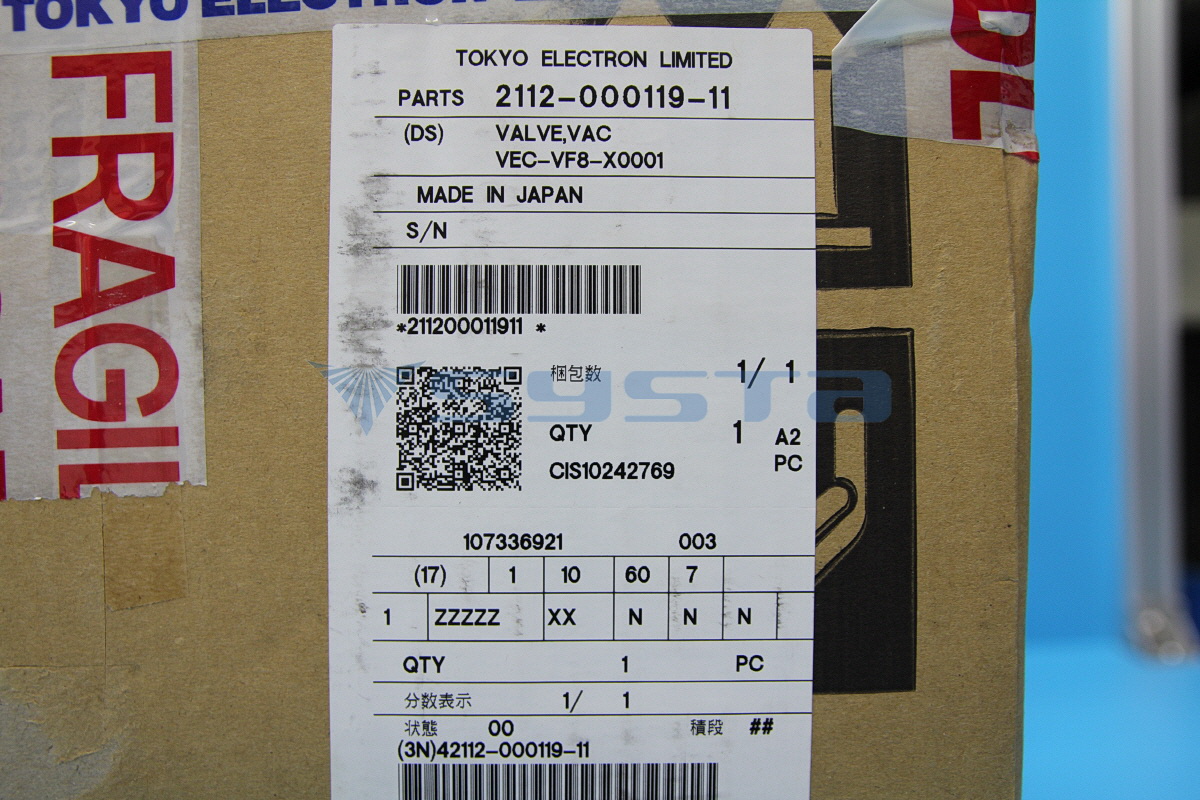 TOKYO ELECTRON
FRAGIL
DL
TOKYO ELECTRON LIMITED
PARTS 2112-000119-11
(DS) VALVE,VAC
VEC-VF8-X0001
MADE IN JAPAN
S/N
*211200011911 *
梱包数 1/ 1
systa
QTY 1 A2
PC
CIS10242769
107336921 003
(17) 1 10 60 7
1 ZZZZZ XX N N N
QTY 1 PC
分数表示 1/ 1
状態 00 積段 ##
(3N)42112-000119-11